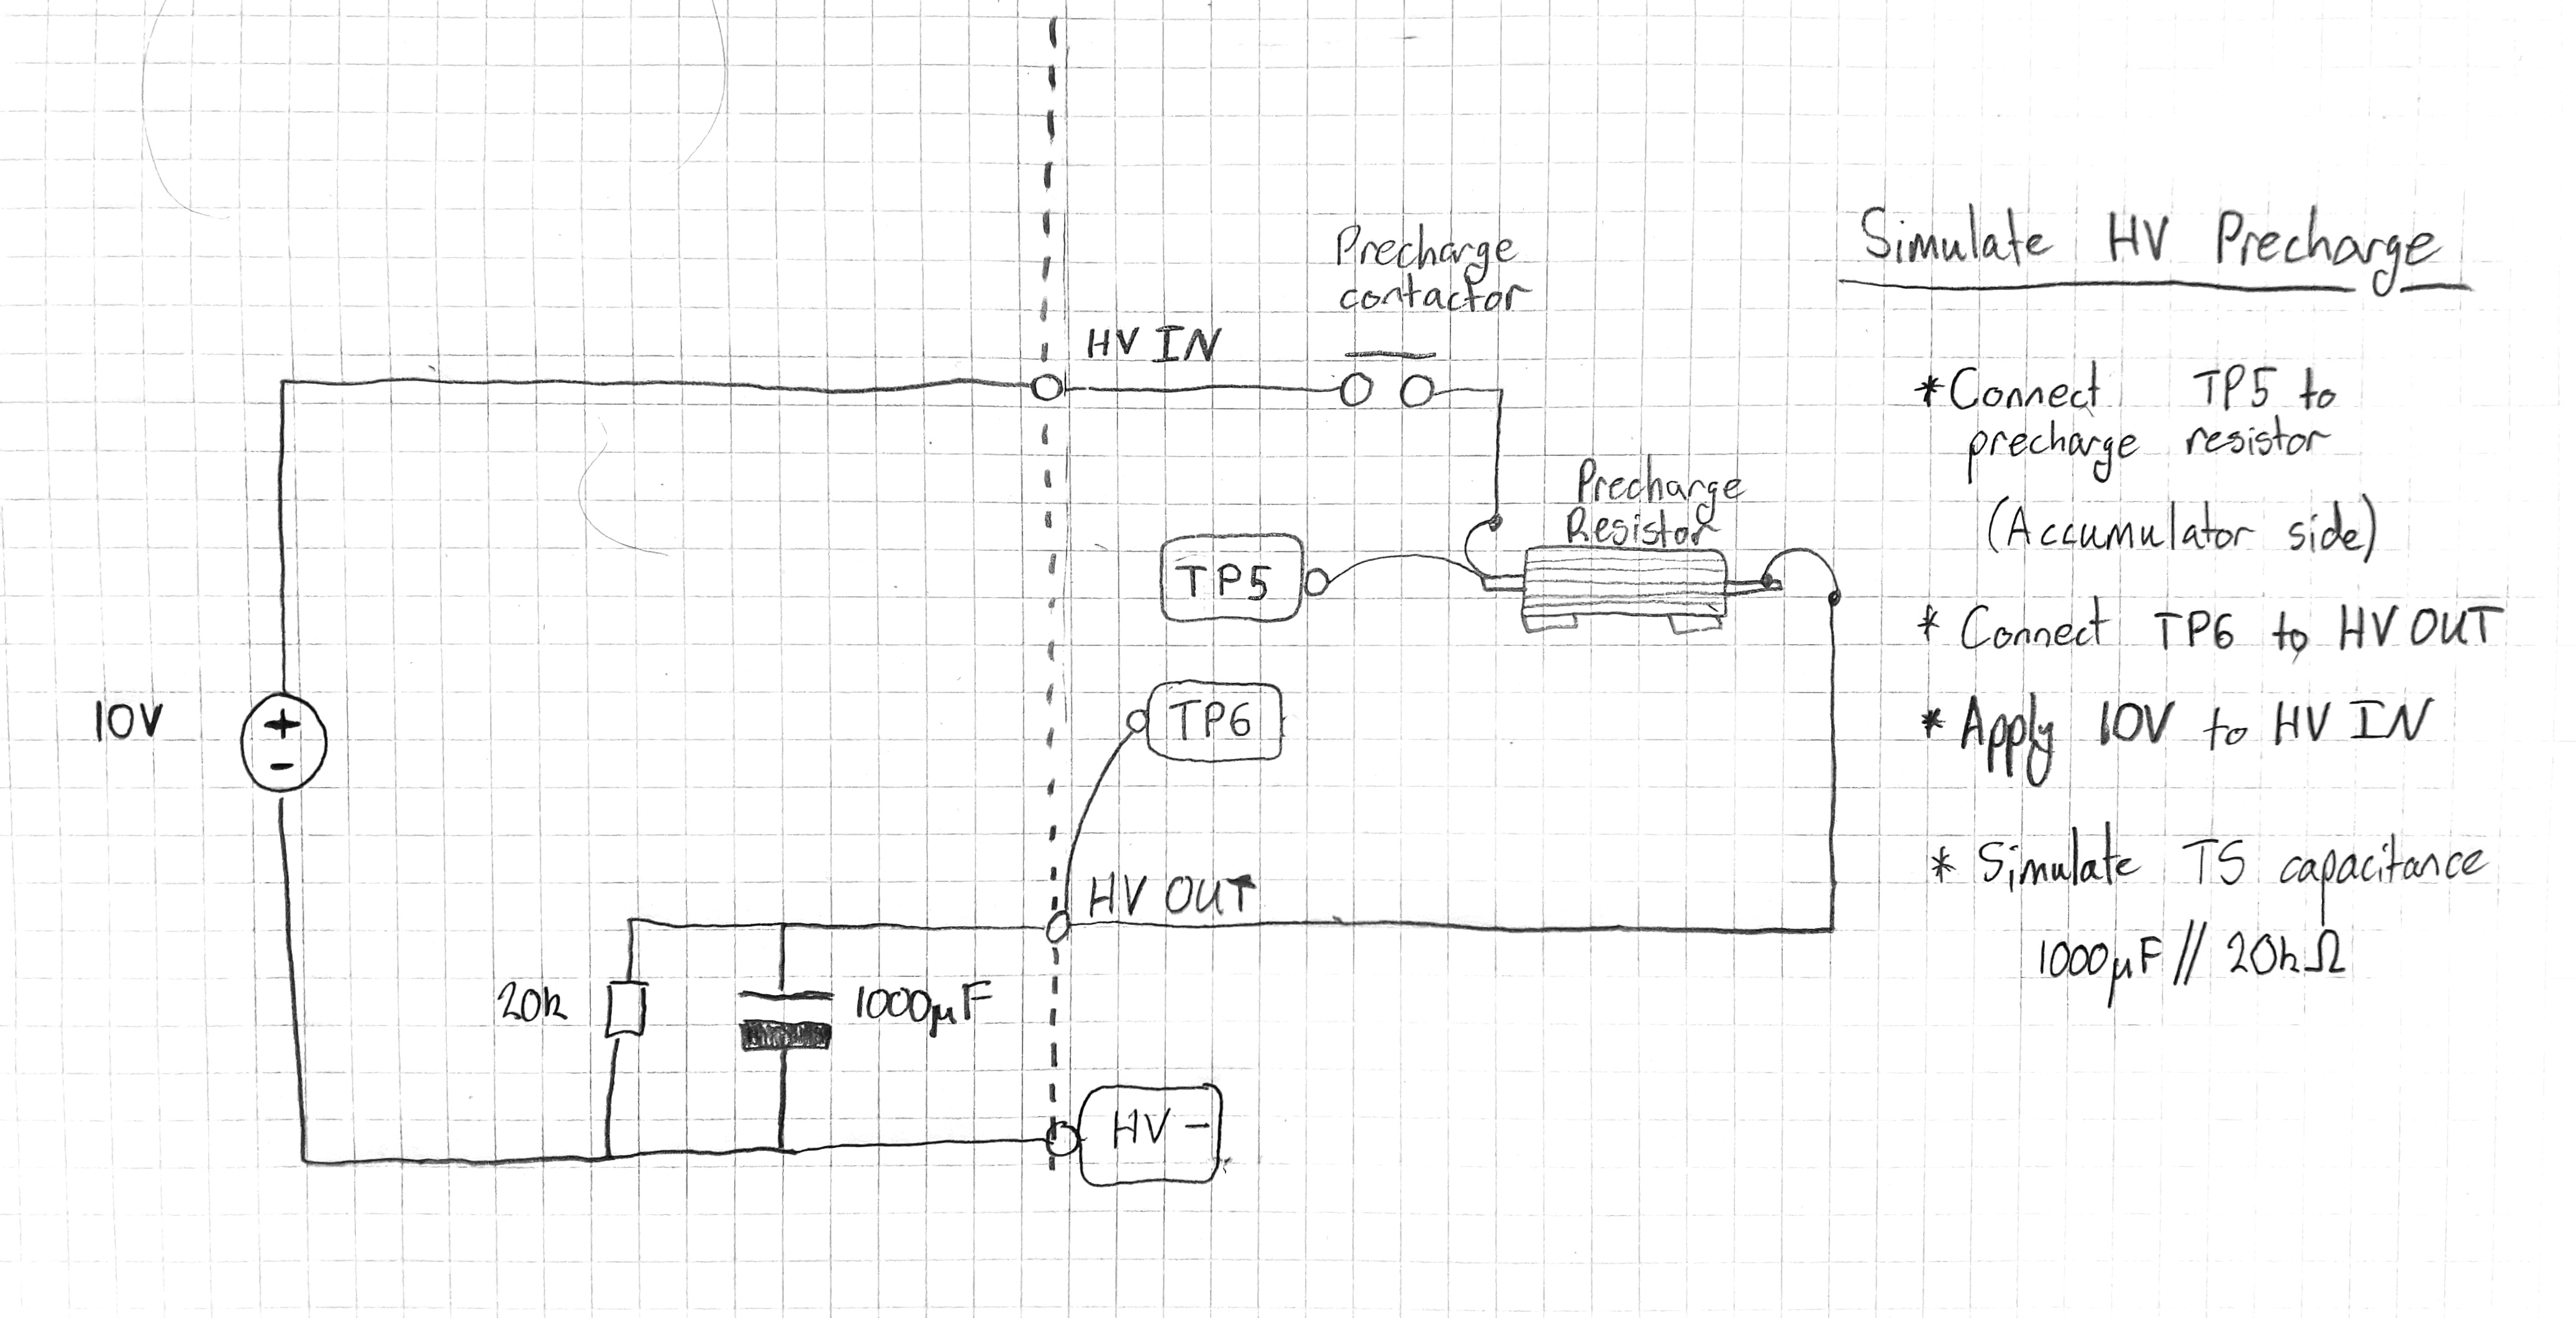 Simulate HV Precharge
Precharge
contactor
HV IN
*Connect TP5 to
precharge resistor
(Accumulator side)
Precharge
Resistor
TP5
* Connect TP6 to HV OUT
TP6
10V
+
-
* Apply 10V to HV IN
* Simulate TS capacitance
1000μF // 20kΩ
HV OUT
20k
1000μF
HV -